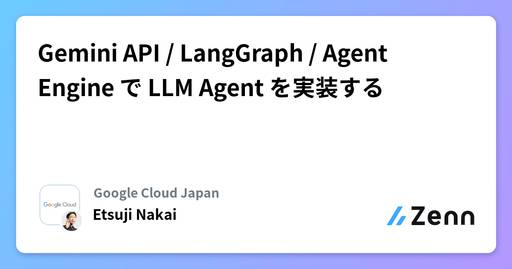 Gemini API / LangGraph / Agent
Engine で LLM Agent を実装する
Google Cloud
Google Cloud Japan
Etsuji Nakai
Zenn